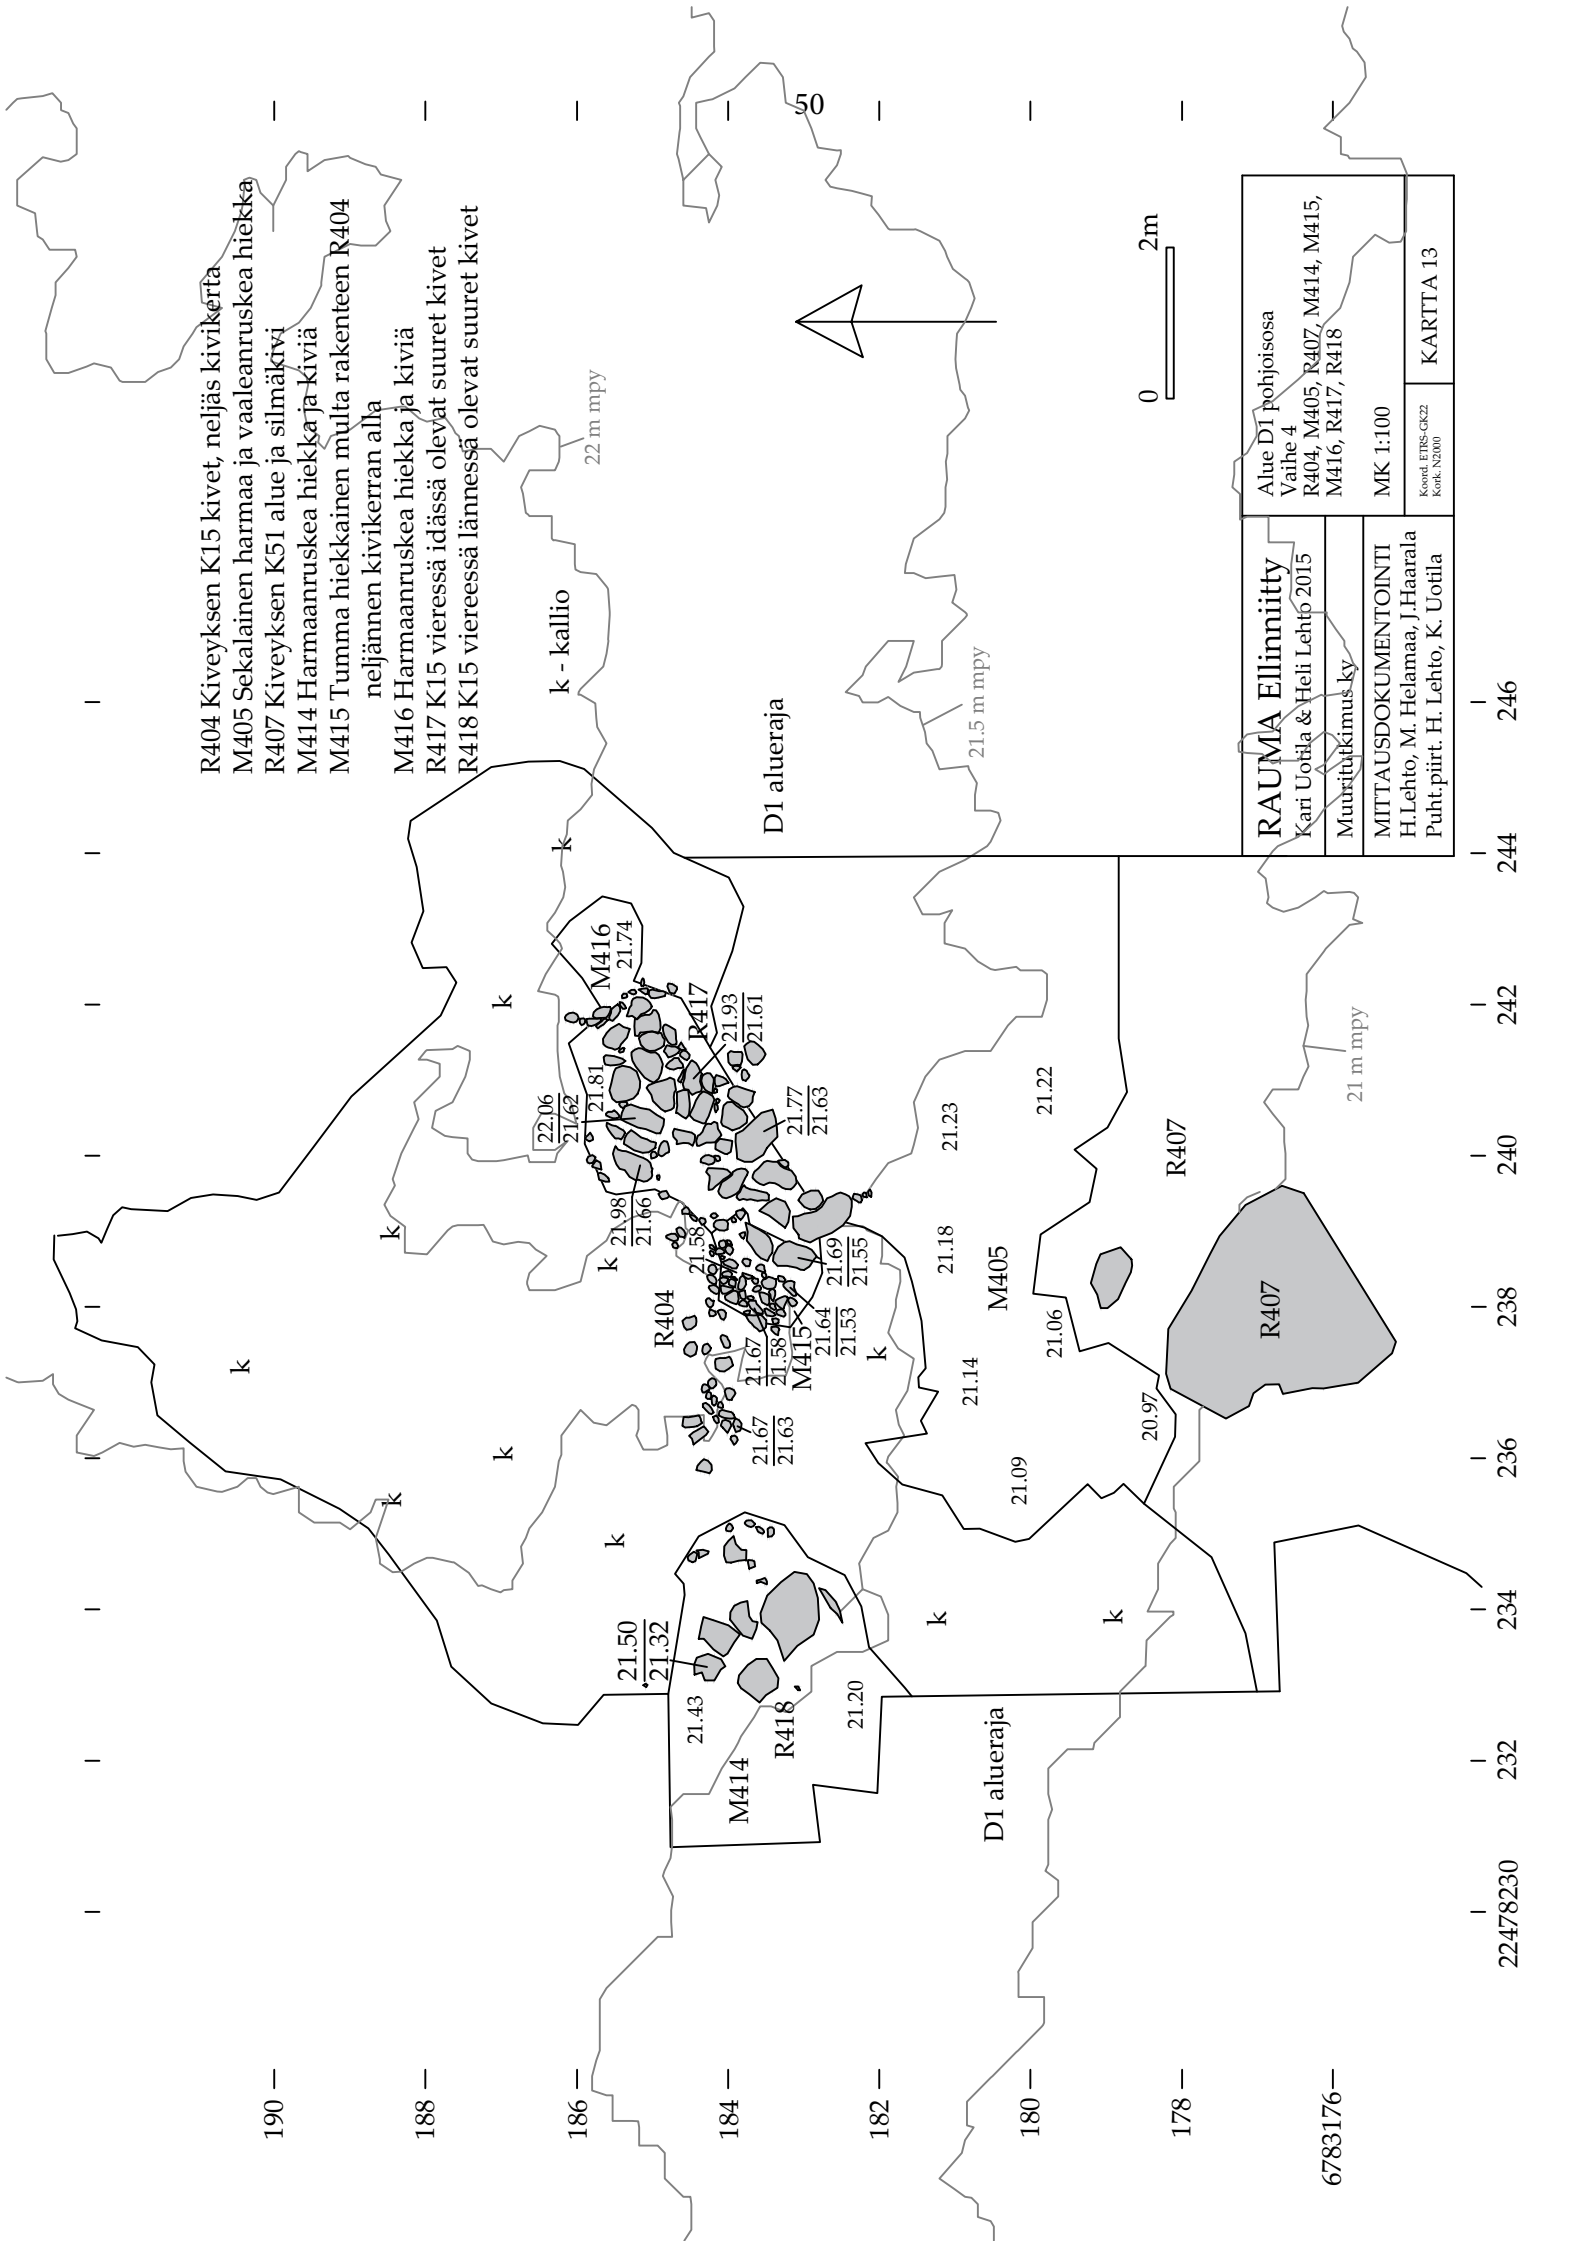 R404 Kiveyksen K15 kivet, neljäs kivikerta
M405 Sekalainen harmaa ja vaaleanruskea hiekka
R407 Kiveyksen K51 alue ja silmäkivi
M414 Harmaanruskea hiekka ja kiviä
M415 Tumma hiekkainen multa rakenteen R404
neljännen kivikerran alla
M416 Harmaanruskea hiekka ja kiviä
R417 K15 vieressä idässä olevat suuret kivet
R418 K15 viereessä lännessä olevat suuret kivet
k - kallio
22 m mpy
50
D1 alueraja
21.5 m mpy
0 2m
k
k
k
k
k
k
k
k
k
k
k
M416
21.74
R417
21.93
21.61
22.06
21.62
21.81
21.77
21.63
21.98
21.66
21.58
R404
21.69
21.55
21.64
21.53
M415
21.67
21.58
21.67
21.63
21.50
21.32
21.43
R418
M414
21.20
21.23
21.22
21.18
M405
21.06
21.14
21.09
20.97
R407
R407
21 m mpy
D1 alueraja
190
188
186
184
182
180
178
6783176
22478230
232
234
236
238
240
242
244
246
RAUMA Ellinniitty
Kari Uotila & Heli Lehto 2015
Muuritutkimus ky
MITTAUSDOKUMENTOINTI
H.Lehto, M. Helamaa, J.Haarala
Puht.piirt. H. Lehto, K. Uotila
Alue D1 pohjoisosa
Vaihe 4
R404, M405, R407, M414, M415,
M416, R417, R418
MK 1:100
Koord. ETRS-GK22
Kork. N2000
KARTTA 13